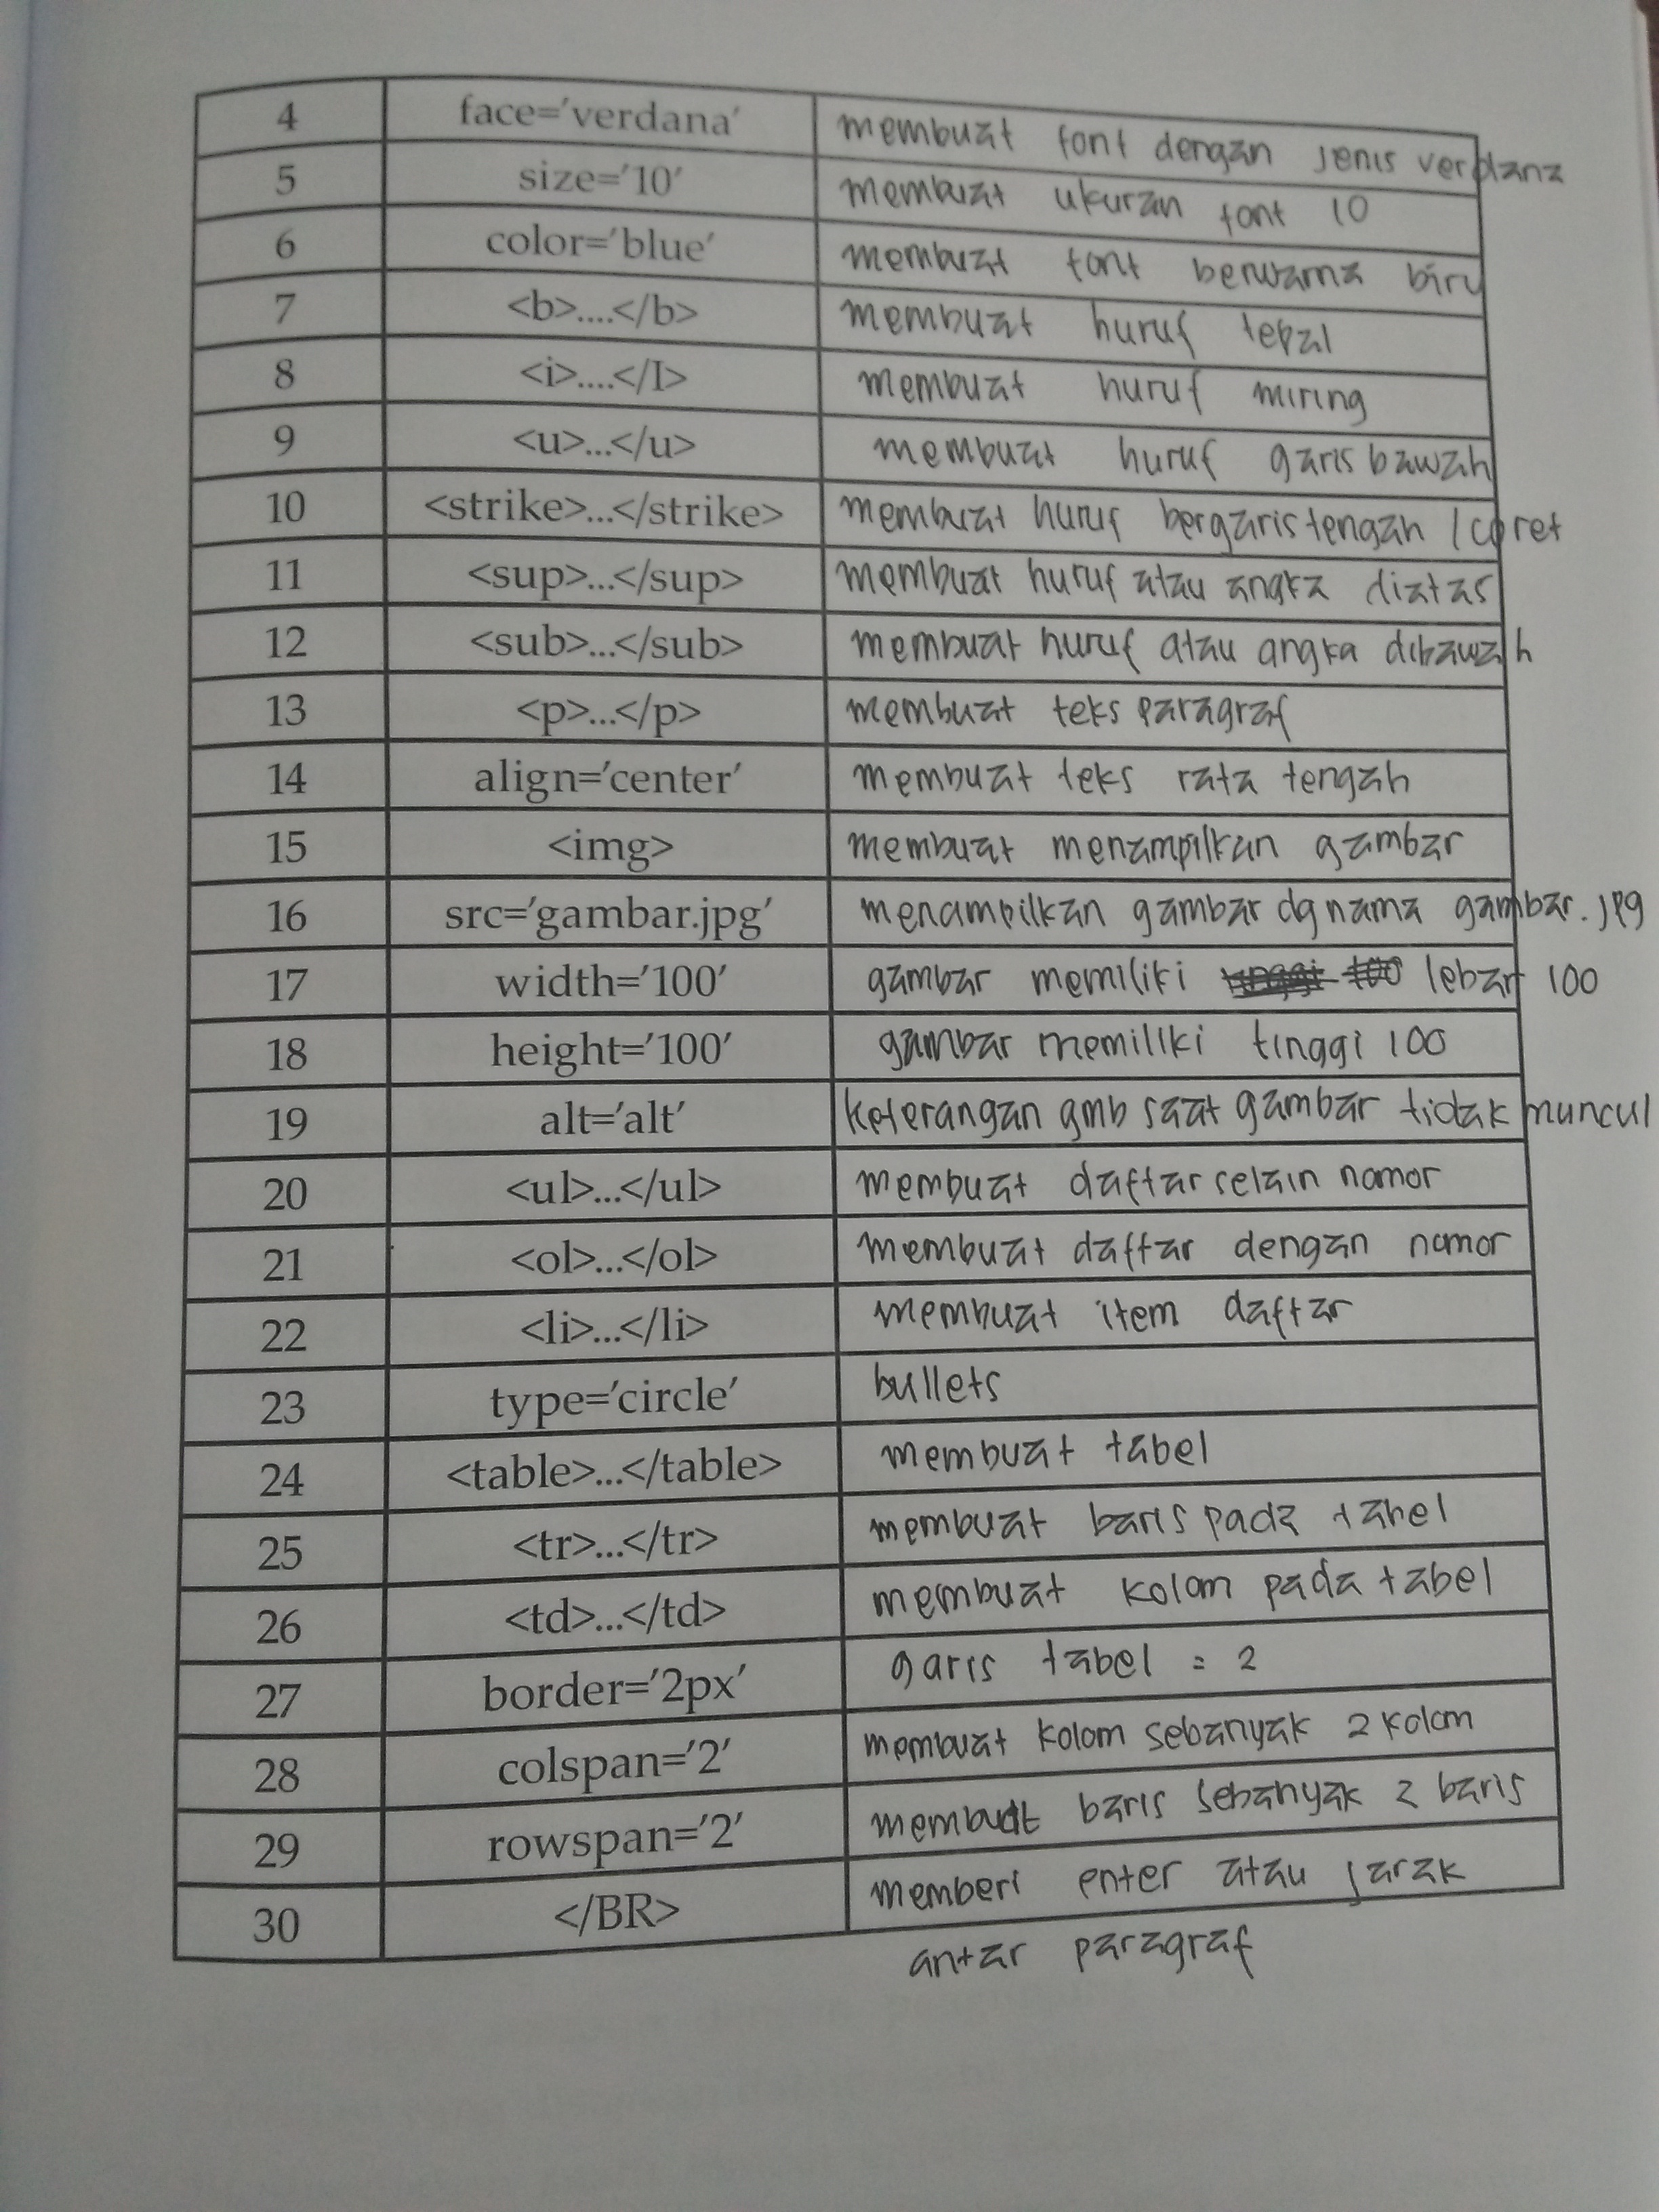 4 face='verdana' membuat font dengan jenis verdana
5 size='10' membuat ukuran font 10
6 color='blue' membuat font berwarna biru
7 <b>....</b> membuat huruf tebal
8 <i>....</I> membuat huruf miring
9 <u>...</u> membuat huruf garis bawah
10 <strike>...</strike> membuat huruf bergaris tengah / coret
11 <sup>...</sup> membuat huruf atau angka diatas
12 <sub>...</sub> membuat huruf atau angka dibawah
13 <p>...</p> membuat teks paragraf
14 align='center' membuat teks rata tengah
15 <img> membuat menampilkan gambar
16 src='gambar.jpg' menampilkan gambar dg nama gambar.jpg
17 width='100' gambar memiliki lebar 100
18 height='100' gambar memiliki tinggi 100
19 alt='alt' keterangan gmb saat gambar tidak muncul
20 <ul>...</ul> membuat daftar selain nomor
21 <ol>...</ol> membuat daftar dengan nomor
22 <li>...</li> membuat item daftar
23 type='circle' bullets
24 <table>...</table> membuat tabel
25 <tr>...</tr> membuat baris pada tabel
26 <td>...</td> membuat kolom pada tabel
27 border='2px' garis tabel = 2
28 colspan='2' membuat kolom sebanyak 2 kolom
29 rowspan='2' membuat baris sebanyak 2 baris
30 </BR> memberi enter atau jarak
antar paragraf